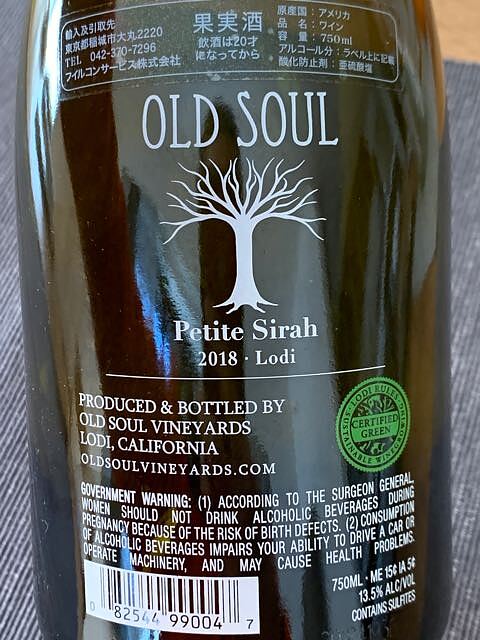 輸入及び引取先
東京都稲城市大丸2220
TEL 042-370-7296
フイルコンサービス株式会社
果実酒
飲酒は20才
になってから
原産国：アメリカ
品 名：ワイン
容 量：750ml
アルコール分：ラベル上に記載
酸化防止剤：亜硫酸塩
OLD SOUL
Petite Sirah
2018 · Lodi
PRODUCED & BOTTLED BY
OLD SOUL VINEYARDS
LODI, CALIFORNIA
OLDSOULVINEYARDS.COM
LODI RULES
CERTIFIED
GREEN
GOVERNMENT WARNING: (1) ACCORDING TO THE SURGEON GENERAL,
WOMEN SHOULD NOT DRINK ALCOHOLIC BEVERAGES DURING
PREGNANCY BECAUSE OF THE RISK OF BIRTH DEFECTS. (2) CONSUMPTION
OF ALCOHOLIC BEVERAGES IMPAIRS YOUR ABILITY TO DRIVE A CAR OR
OPERATE MACHINERY, AND MAY CAUSE HEALTH PROBLEMS.
750ML · ME 15¢ IA 5¢
13.5% ALC/VOL
CONTAINS SULFITES
0 82544 99004 7